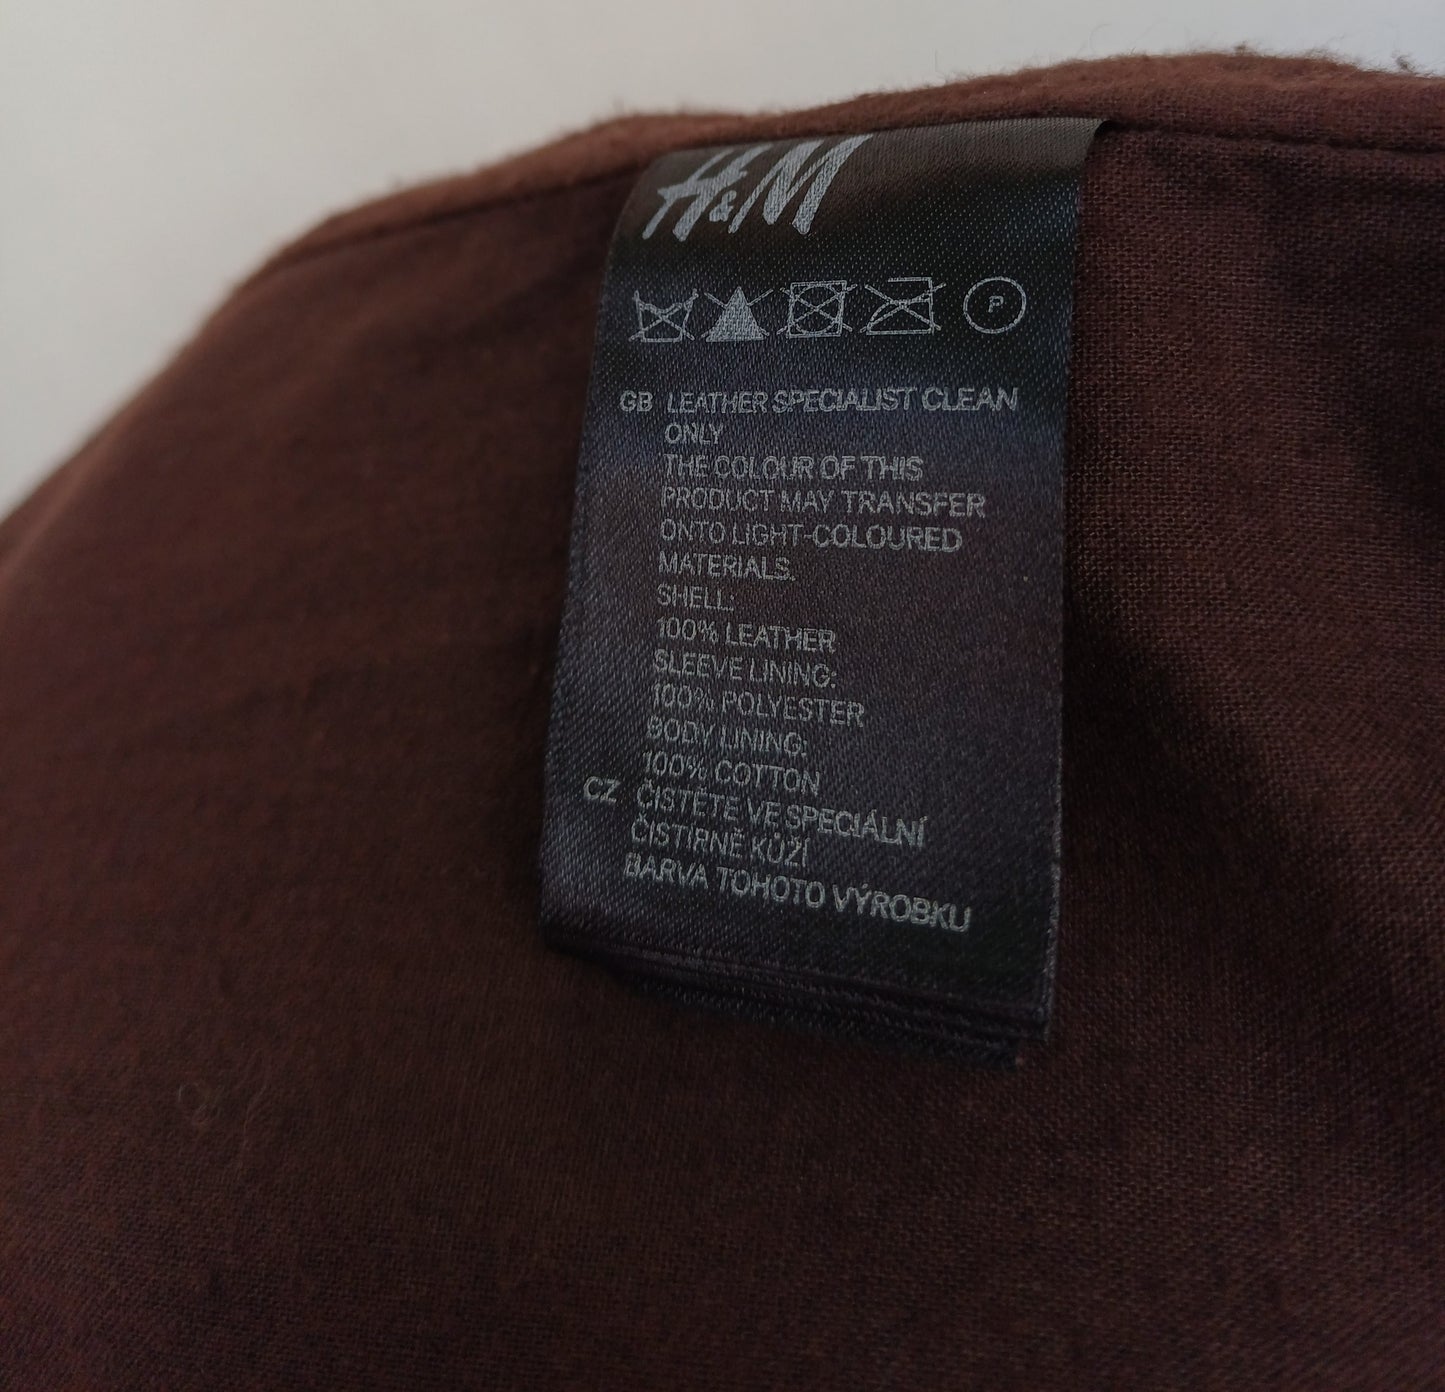 H&M
P
GB LEATHER SPECIALIST CLEAN
ONLY
THE COLOUR OF THIS
PRODUCT MAY TRANSFER
ONTO LIGHT-COLOURED
MATERIALS.
SHELL:
100% LEATHER
SLEEVE LINING:
100% POLYESTER
BODY LINING:
100% COTTON
CZ ČISTĚTE VE SPECIÁLNÍ
ČISTÍRNĚ KŮŽÍ
BARVA TOHOTO VÝROBKU